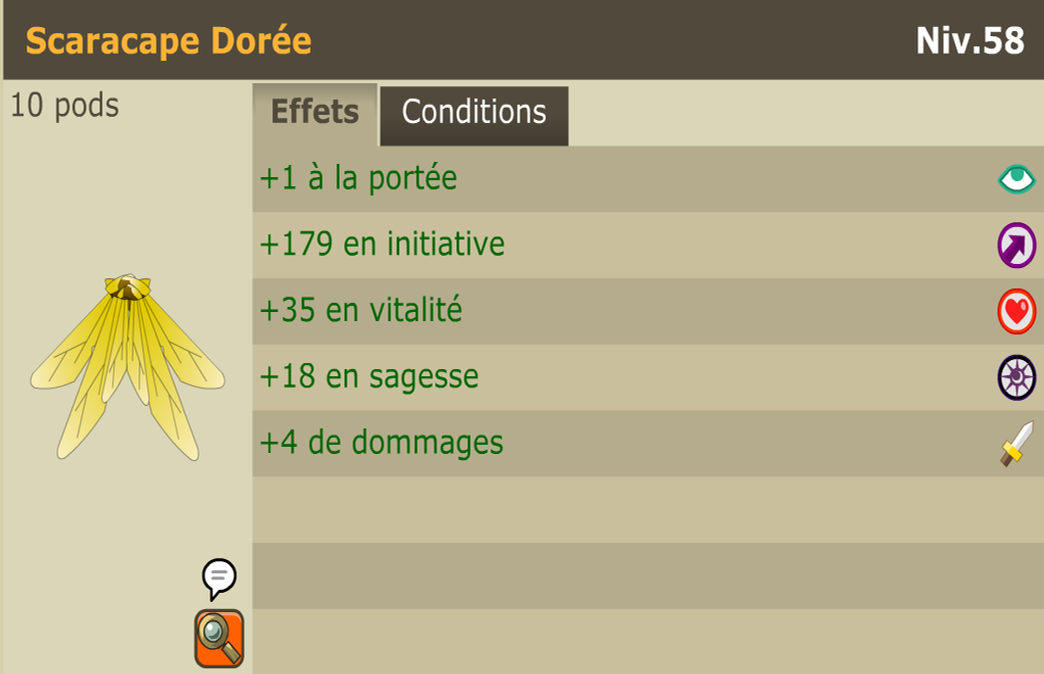 Scaracape Dorée
Niv.58
10 pods
Effets
Conditions
+1 à la portée
+179 en initiative
+35 en vitalité
+18 en sagesse
+4 de dommages